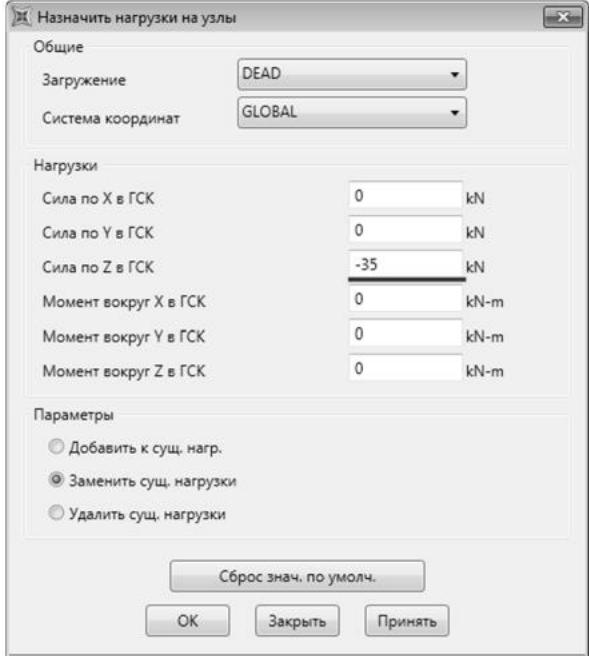 Назначить нагрузки на узлы
Общие
Загружение DEAD
Система координат GLOBAL
Нагрузки
Сила по X в ГСК 0 kN
Сила по Y в ГСК 0 kN
Сила по Z в ГСК -35 kN
Момент вокруг X в ГСК 0 kN-m
Момент вокруг Y в ГСК 0 kN-m
Момент вокруг Z в ГСК 0 kN-m
Параметры
Добавить к сущ. нагр.
Заменить сущ. нагрузки
Удалить сущ. нагрузки
Сброс знач. по умолч.
OK Закрыть Принять